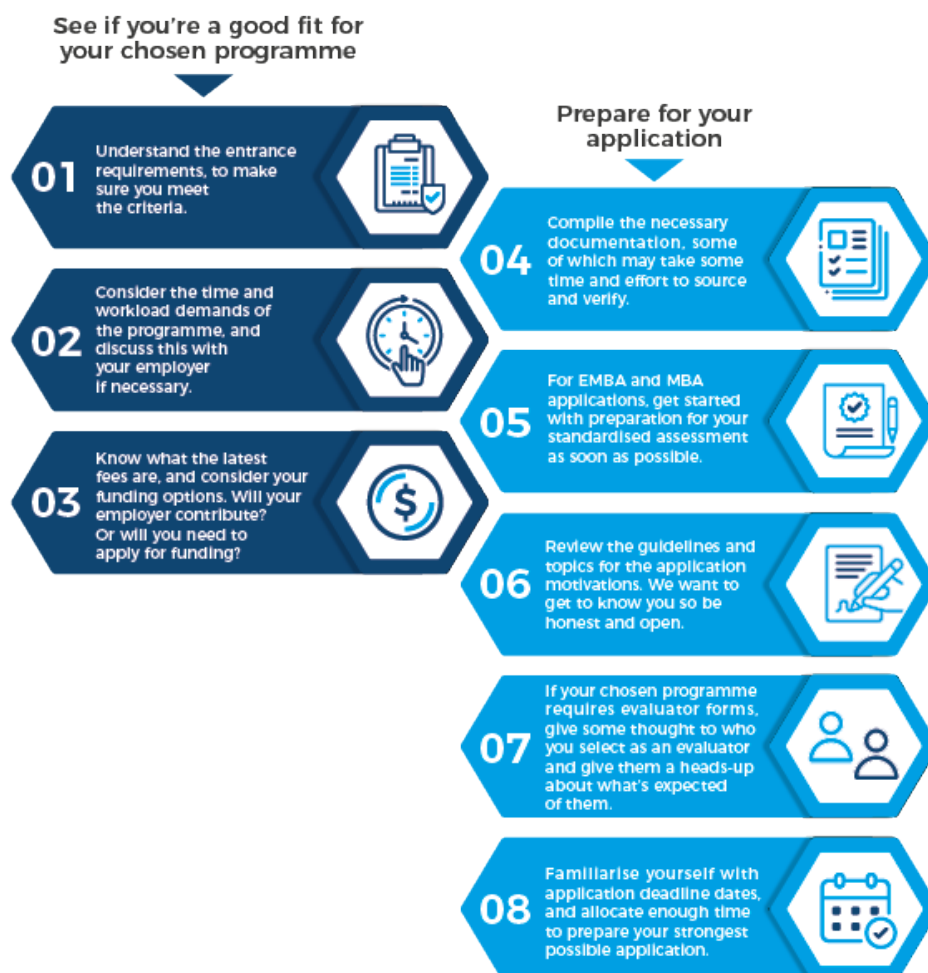 See if you're a good fit for
your chosen programme
01
Understand the entrance
requirements, to make
sure you meet
the criteria.
02
Consider the time and
workload demands of
the programme, and
discuss this with
your employer
if necessary.
03
Know what the latest
fees are, and consider your
funding options. Will your
employer contribute?
Or will you need to
apply for funding?
$
Prepare for your
application
04
Compile the necessary
documentation, some
of which may take some
time and effort to source
and verify.
05
For EMBA and MBA
applications, get started
with preparation for your
standardised assessment
as soon as possible.
06
Review the guidelines and
topics for the application
motivations. We want to
get to know you so be
honest and open.
07
If your chosen programme
requires evaluator forms,
give some thought to who
you select as an evaluator
and give them a heads-up
about what's expected
of them.
08
Familiarise yourself with
application deadline dates,
and allocate enough time
to prepare your strongest
possible application.